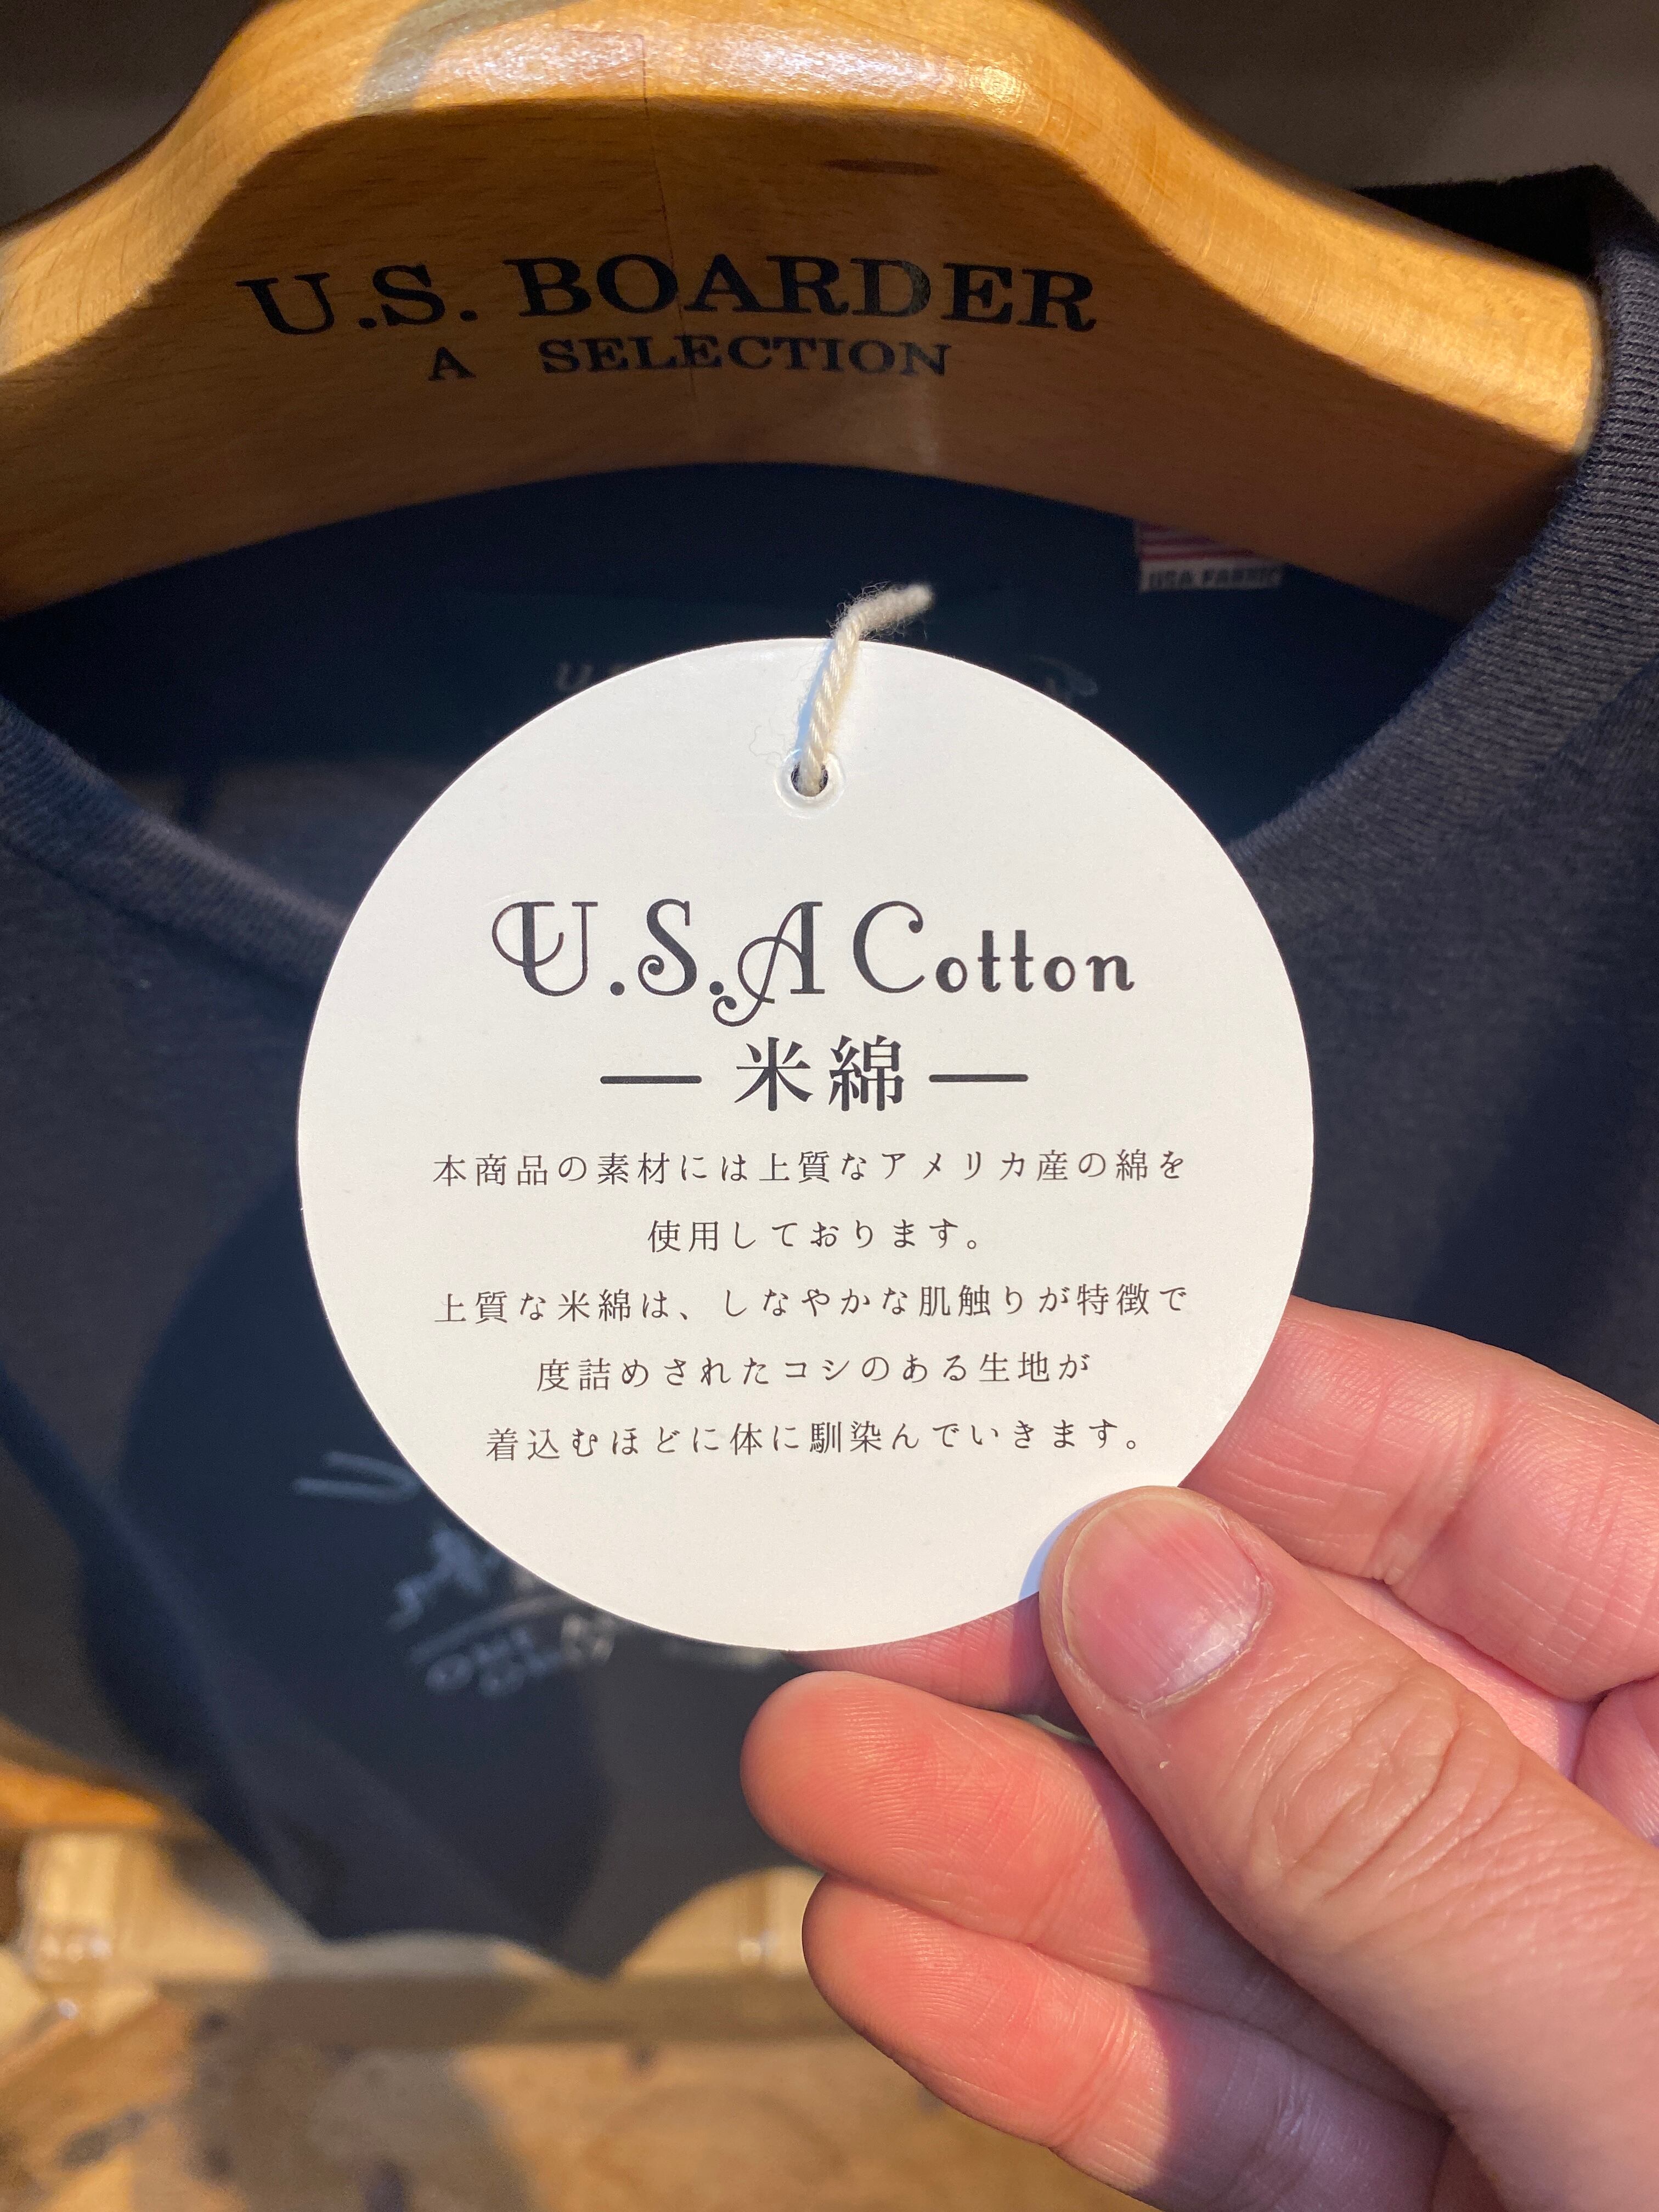 U.S. BOARDER
A SELECTION
USA FABRIC
U.S.A Cotton
— 米綿 —
本商品の素材には上質なアメリカ産の綿を
使用しております。
上質な米綿は、しなやかな肌触りが特徴で
度詰めされたコシのある生地が
着込むほどに体に馴染んでいきます。